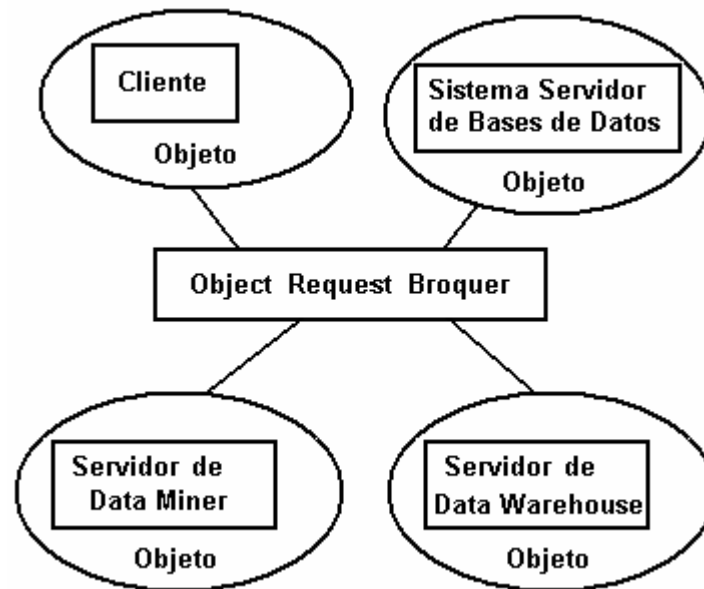 Cliente
Objeto
Sistema Servidor
de Bases de Datos
Objeto
Object Request Broquer
Servidor de
Data Miner
Objeto
Servidor de
Data Warehouse
Objeto